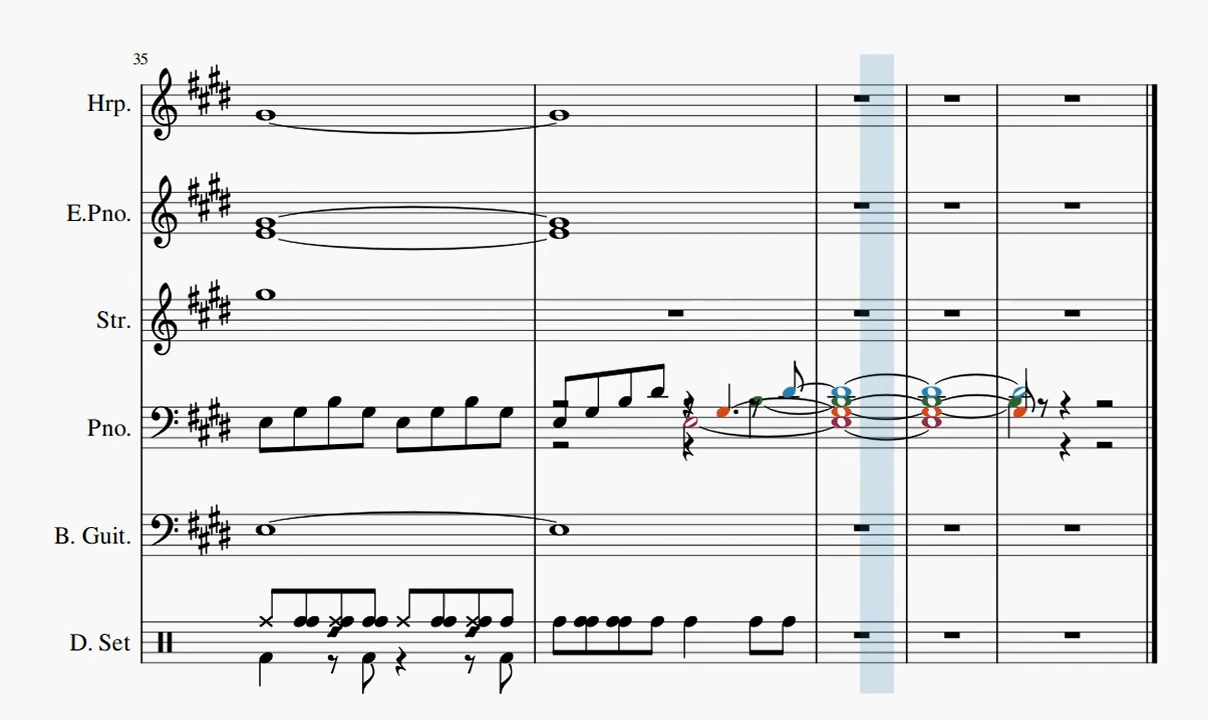 35
Hrp.
E.Pno.
Str.
Pno.
B. Guit.
D. Set